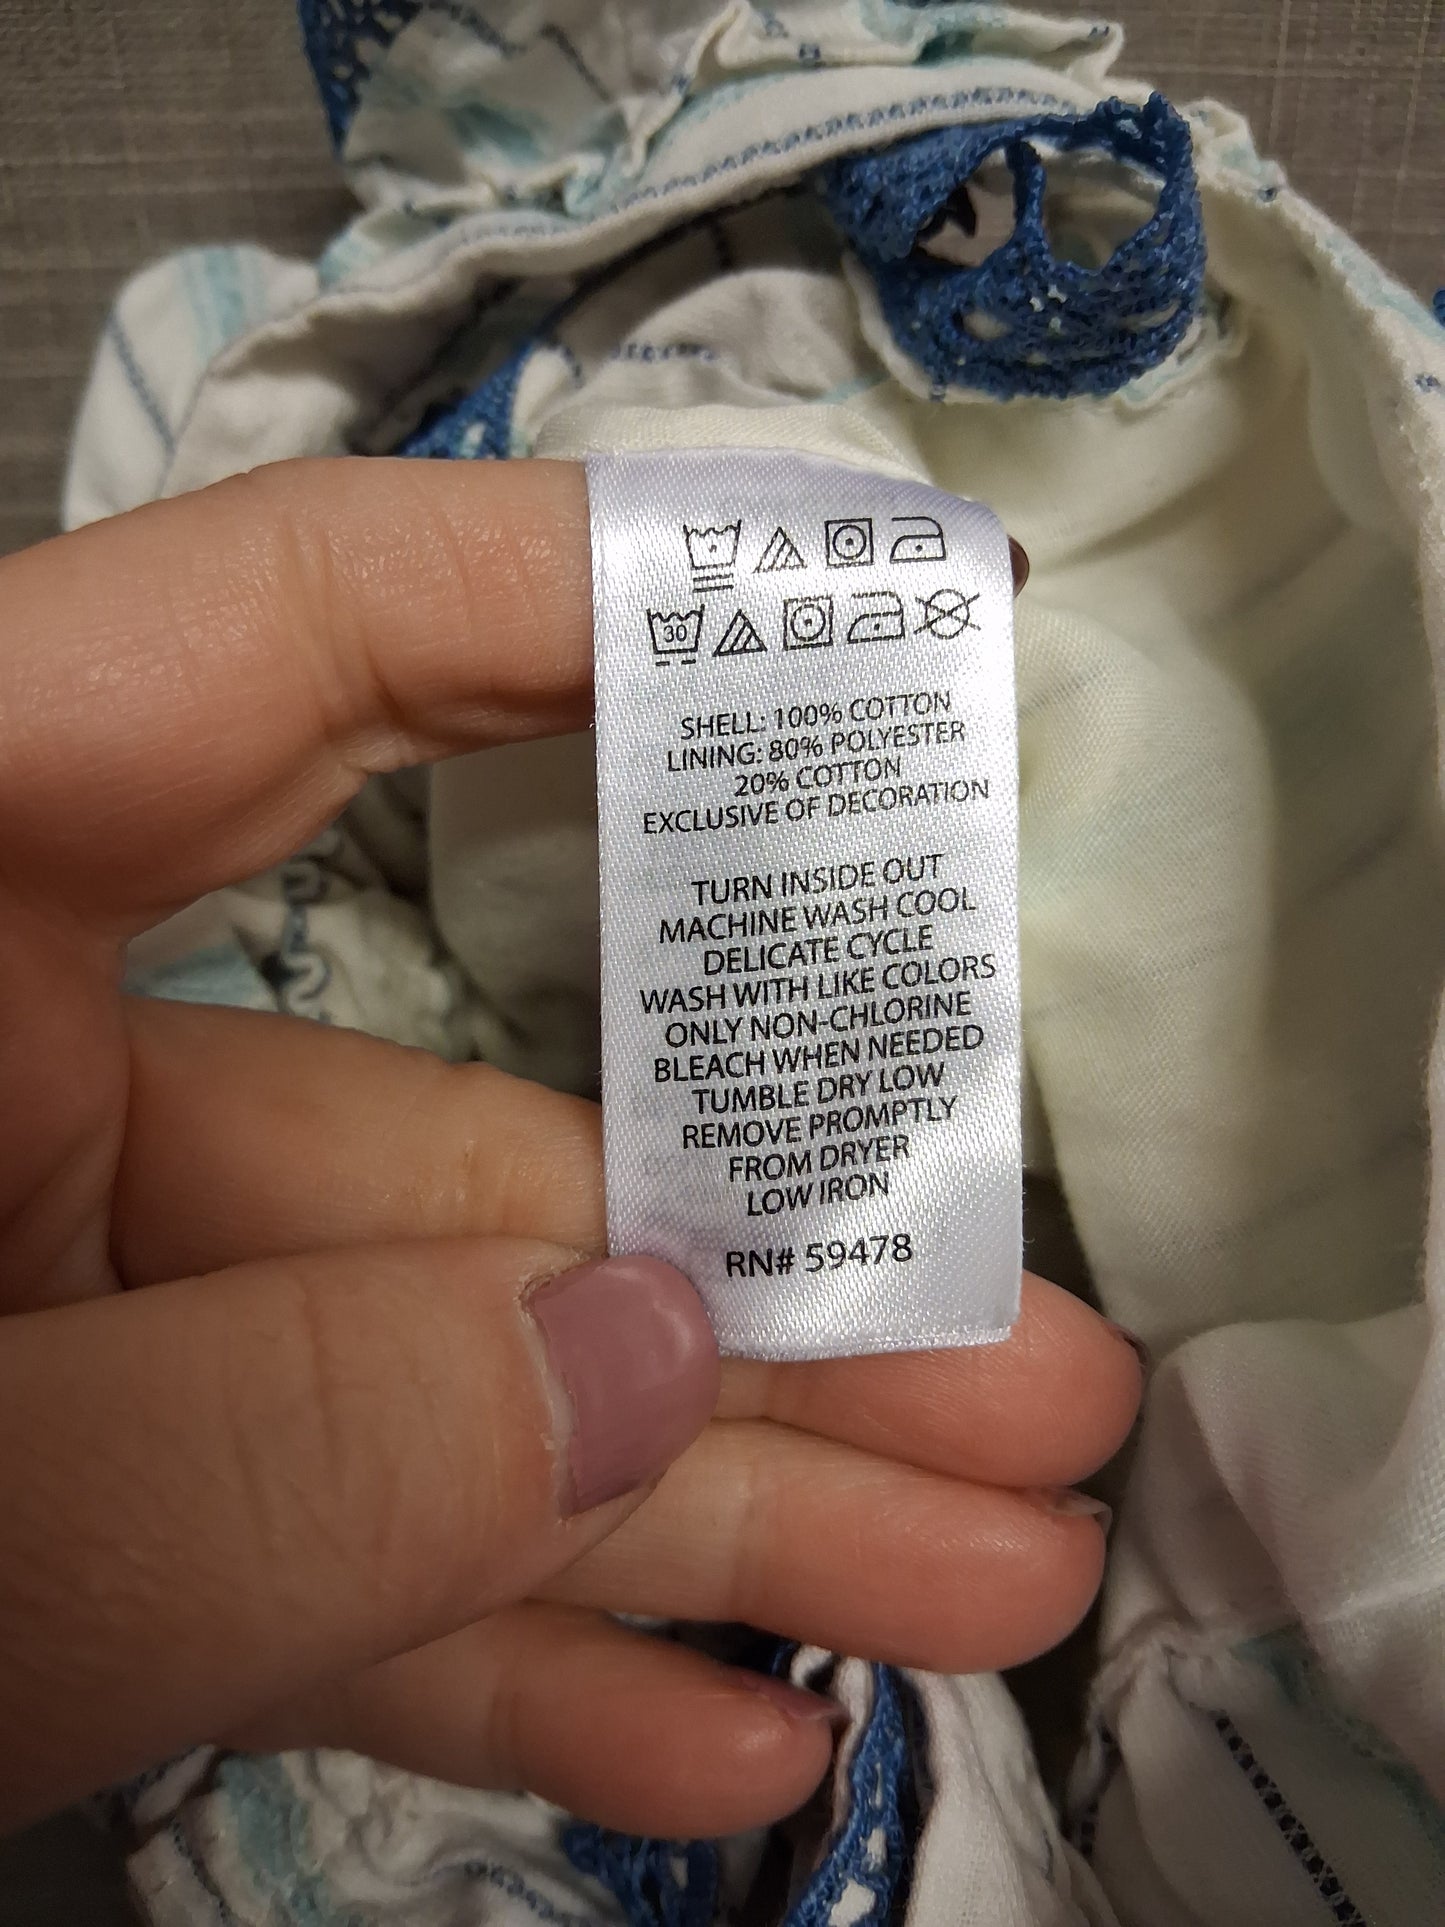 30
SHELL: 100% COTTON
LINING: 80% POLYESTER
20% COTTON
EXCLUSIVE OF DECORATION
TURN INSIDE OUT
MACHINE WASH COOL
DELICATE CYCLE
WASH WITH LIKE COLORS
ONLY NON-CHLORINE
BLEACH WHEN NEEDED
TUMBLE DRY LOW
REMOVE PROMPTLY
FROM DRYER
LOW IRON
RN# 59478